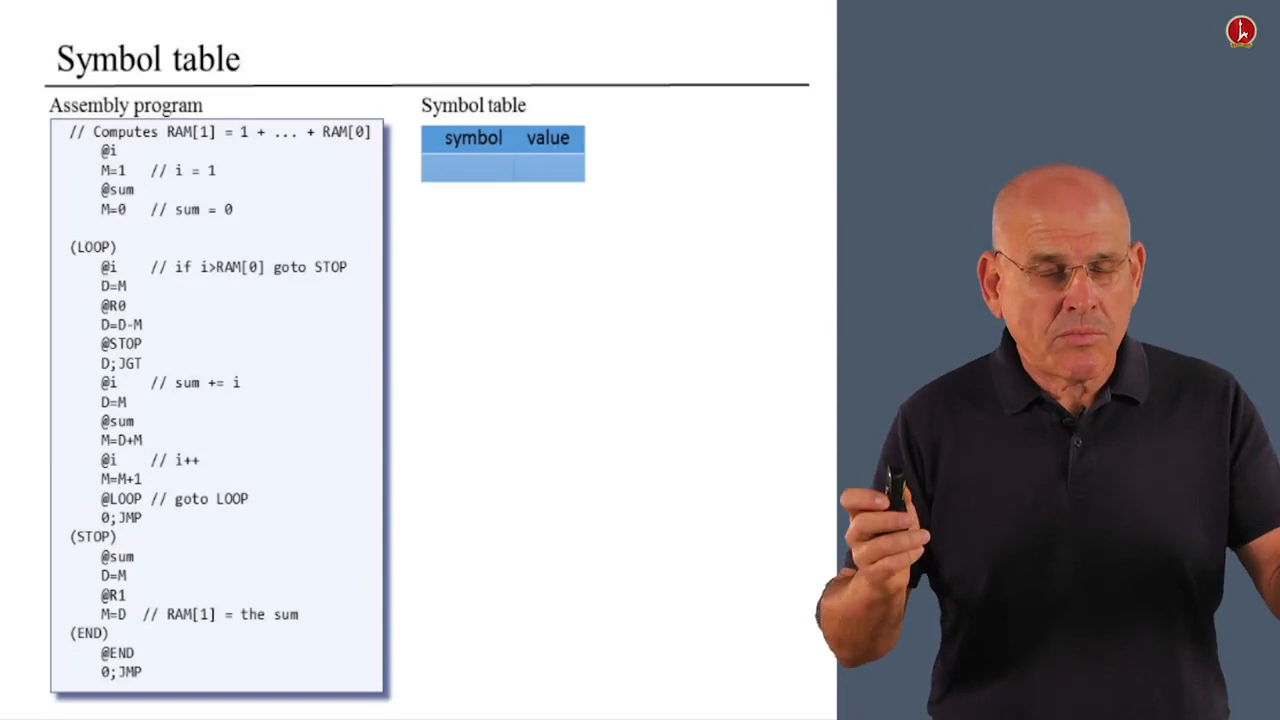 Symbol table
Assembly program
// Computes RAM[1] = 1 + ... + RAM[0]
@i
M=1 // i = 1
@sum
M=0 // sum = 0
(LOOP)
@i // if i>RAM[0] goto STOP
D=M
@R0
D=D-M
@STOP
D;JGT
@i // sum += i
D=M
@sum
M=D+M
@i // i++
M=M+1
@LOOP // goto LOOP
0;JMP
(STOP)
@sum
D=M
@R1
M=D // RAM[1] = the sum
(END)
@END
0;JMP
Symbol table
symbol value